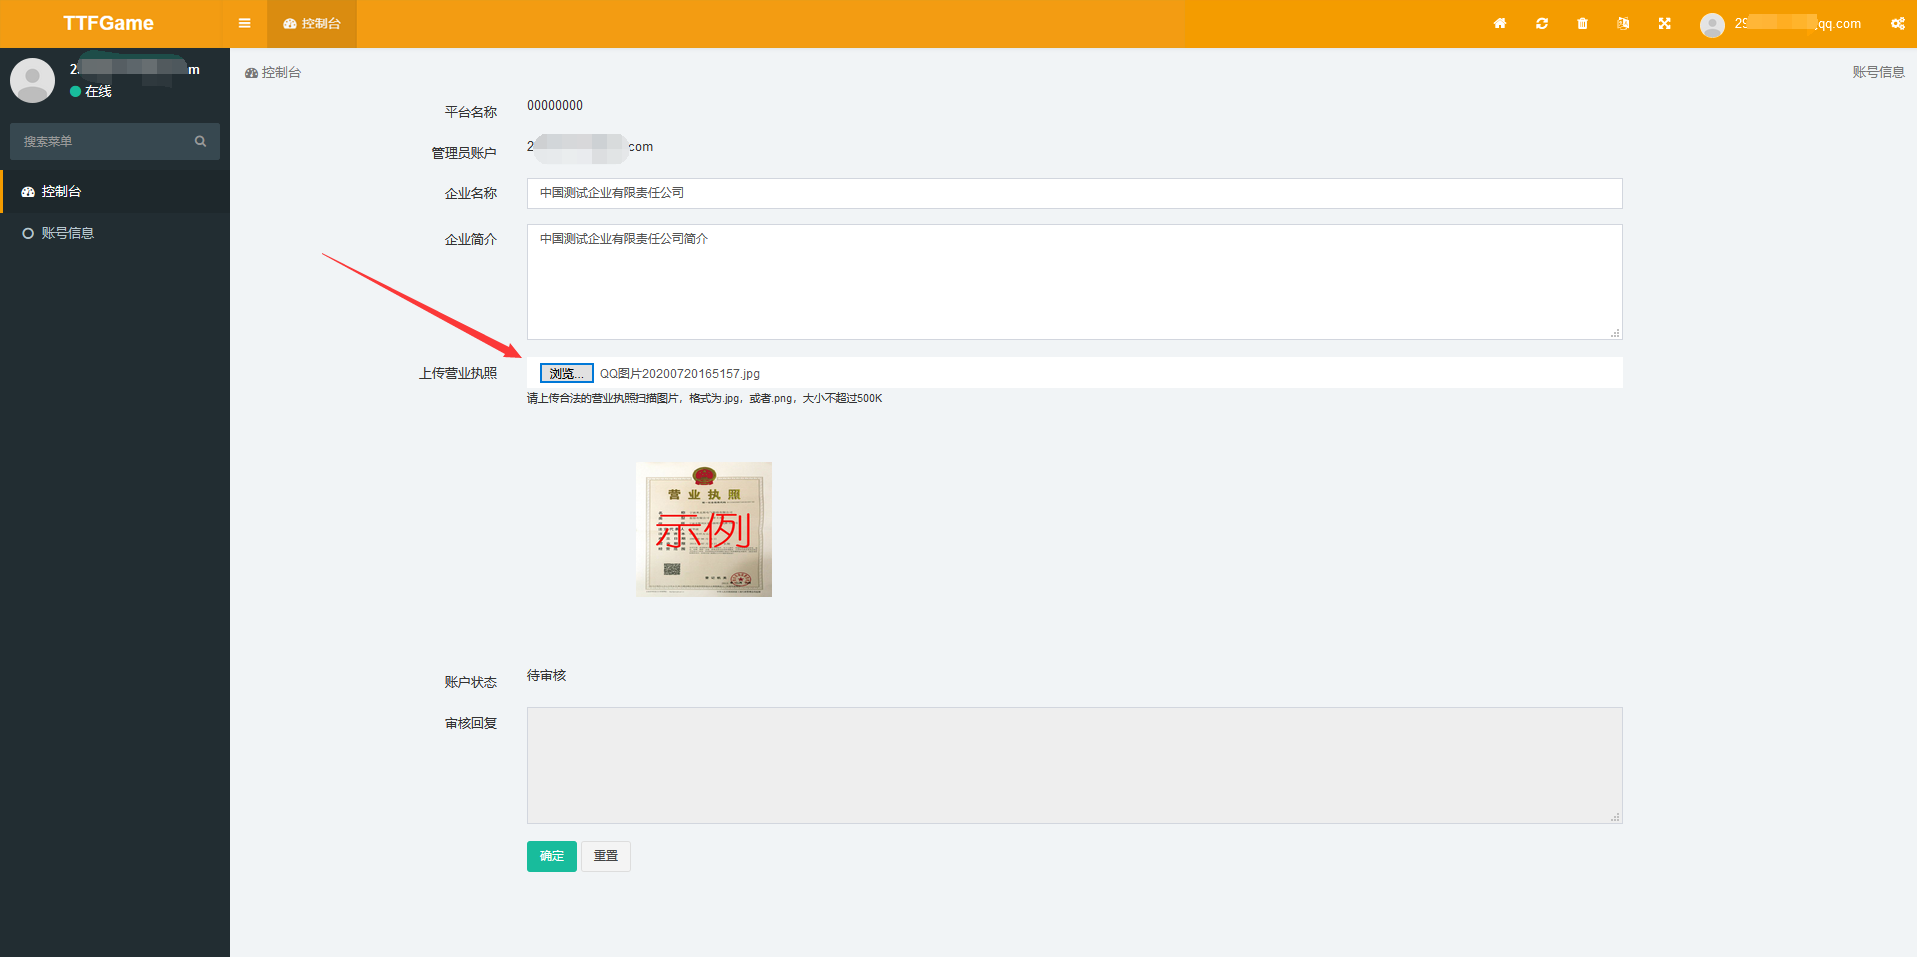 TTFGame
控制台
29 qq.com
2. m
在线
搜索菜单
控制台
账号信息
控制台
账号信息
平台名称 00000000
管理员账户 2 com
企业名称 中国测试企业有限责任公司
企业简介 中国测试企业有限责任公司简介
上传营业执照 浏览... QQ图片20200720165157.jpg
请上传合法的营业执照扫描图片，格式为.jpg，或者.png，大小不超过500K
营业执照
示例
账户状态 待审核
审核回复
确定 重置